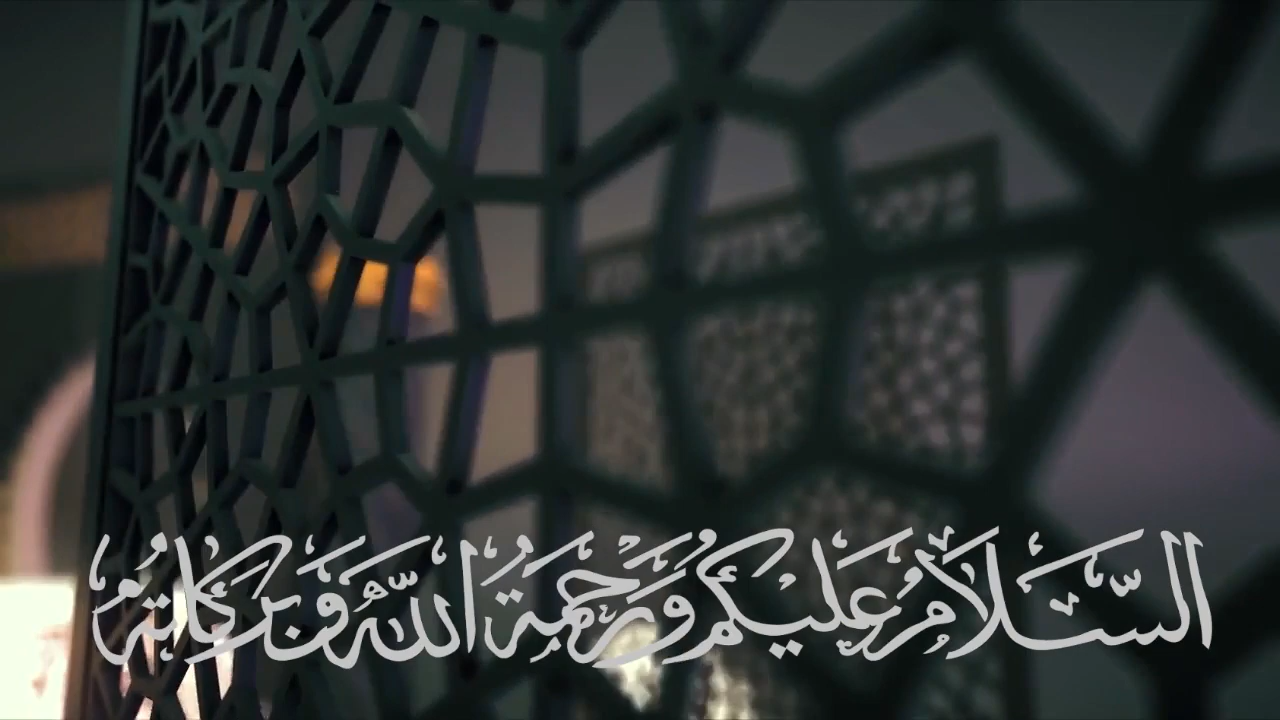 السَّلَامُ عَلَيْكُمْ وَرَحْمَةُ اللَّهِ وَبَرَكَاتُهُ